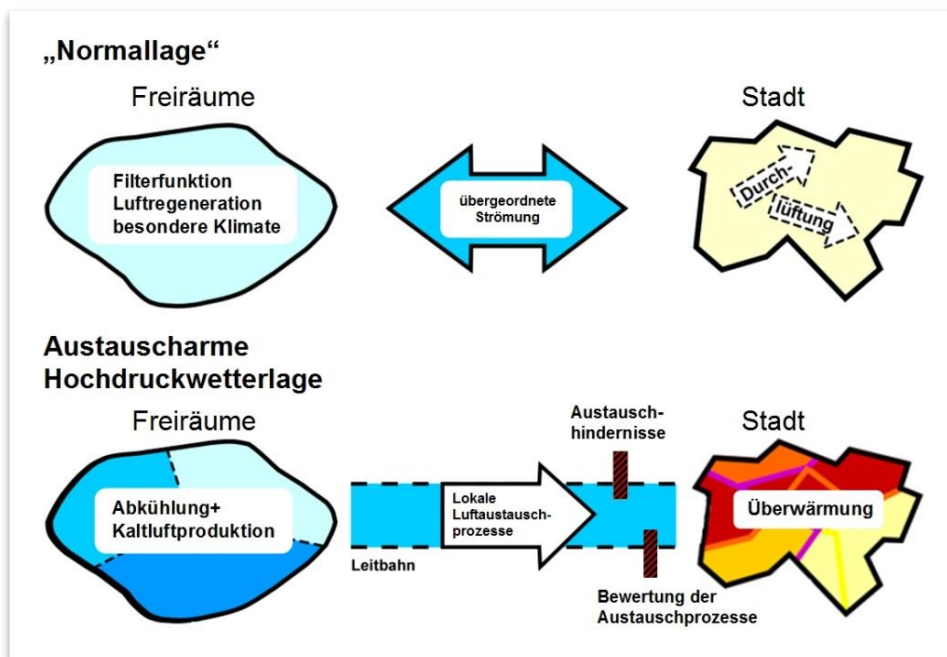 „Normallage“
Freiräume
Stadt
Filterfunktion
Luftregeneration
besondere Klimate
übergeordnete
Strömung
Durch-
lüftung
Austauscharme
Hochdruckwetterlage
Freiräume
Austausch-
hindernisse
Stadt
Abkühlung+
Kaltluftproduktion
Lokale
Luftaustausch-
prozesse
Überwärmung
Leitbahn
Bewertung der
Austauschprozesse